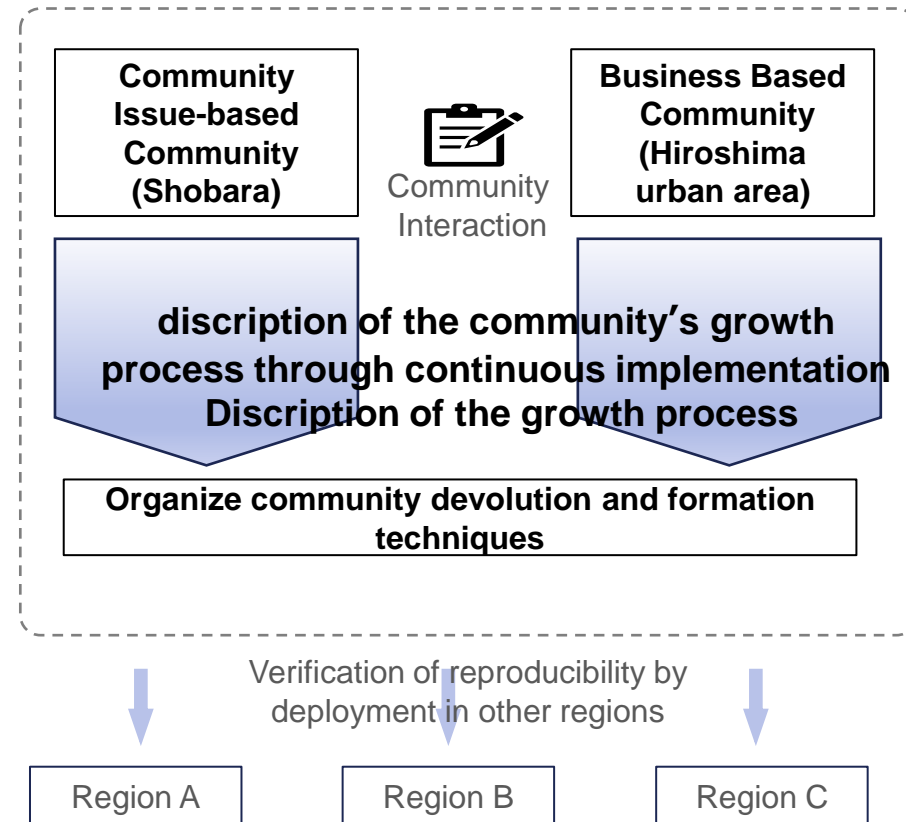 Community
Issue-based
Community
(Shobara)
Community
Interaction
Business Based
Community
(Hiroshima
urban area)
discription of the community’s growth
process through continuous implementation
Discription of the growth process
Organize community devolution and formation
techniques
Verification of reproducibility by
deployment in other regions
Region A
Region B
Region C